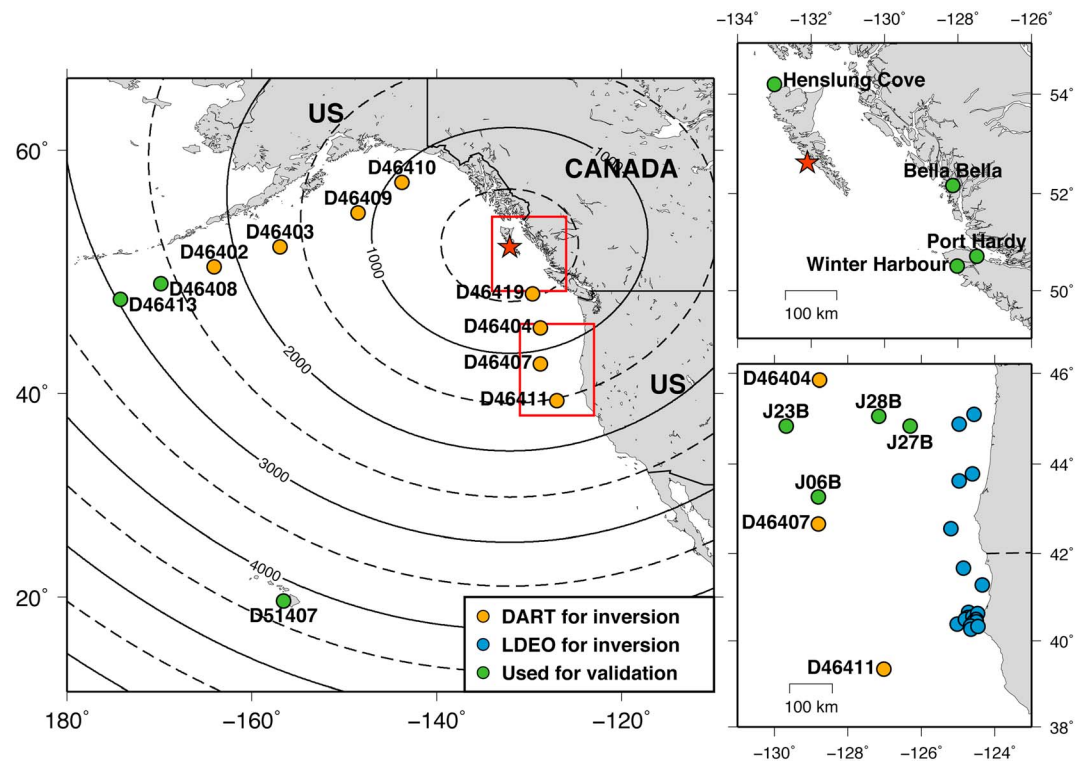 US
CANADA
US
D46410
D46409
D46403
D46402
D46408
D46413
D46419
D46404
D46407
D46411
D51407
1000
1000
2000
3000
4000
60°
40°
20°
180°
−160°
−140°
−120°
DART for inversion
LDEO for inversion
Used for validation
−134°
−132°
−130°
−128°
−126°
Henslung Cove
Bella Bella
Port Hardy
Winter Harbour
100 km
54°
52°
50°
D46404
J23B
J28B
J27B
J06B
D46407
D46411
100 km
46°
44°
42°
40°
38°
−130°
−128°
−126°
−124°